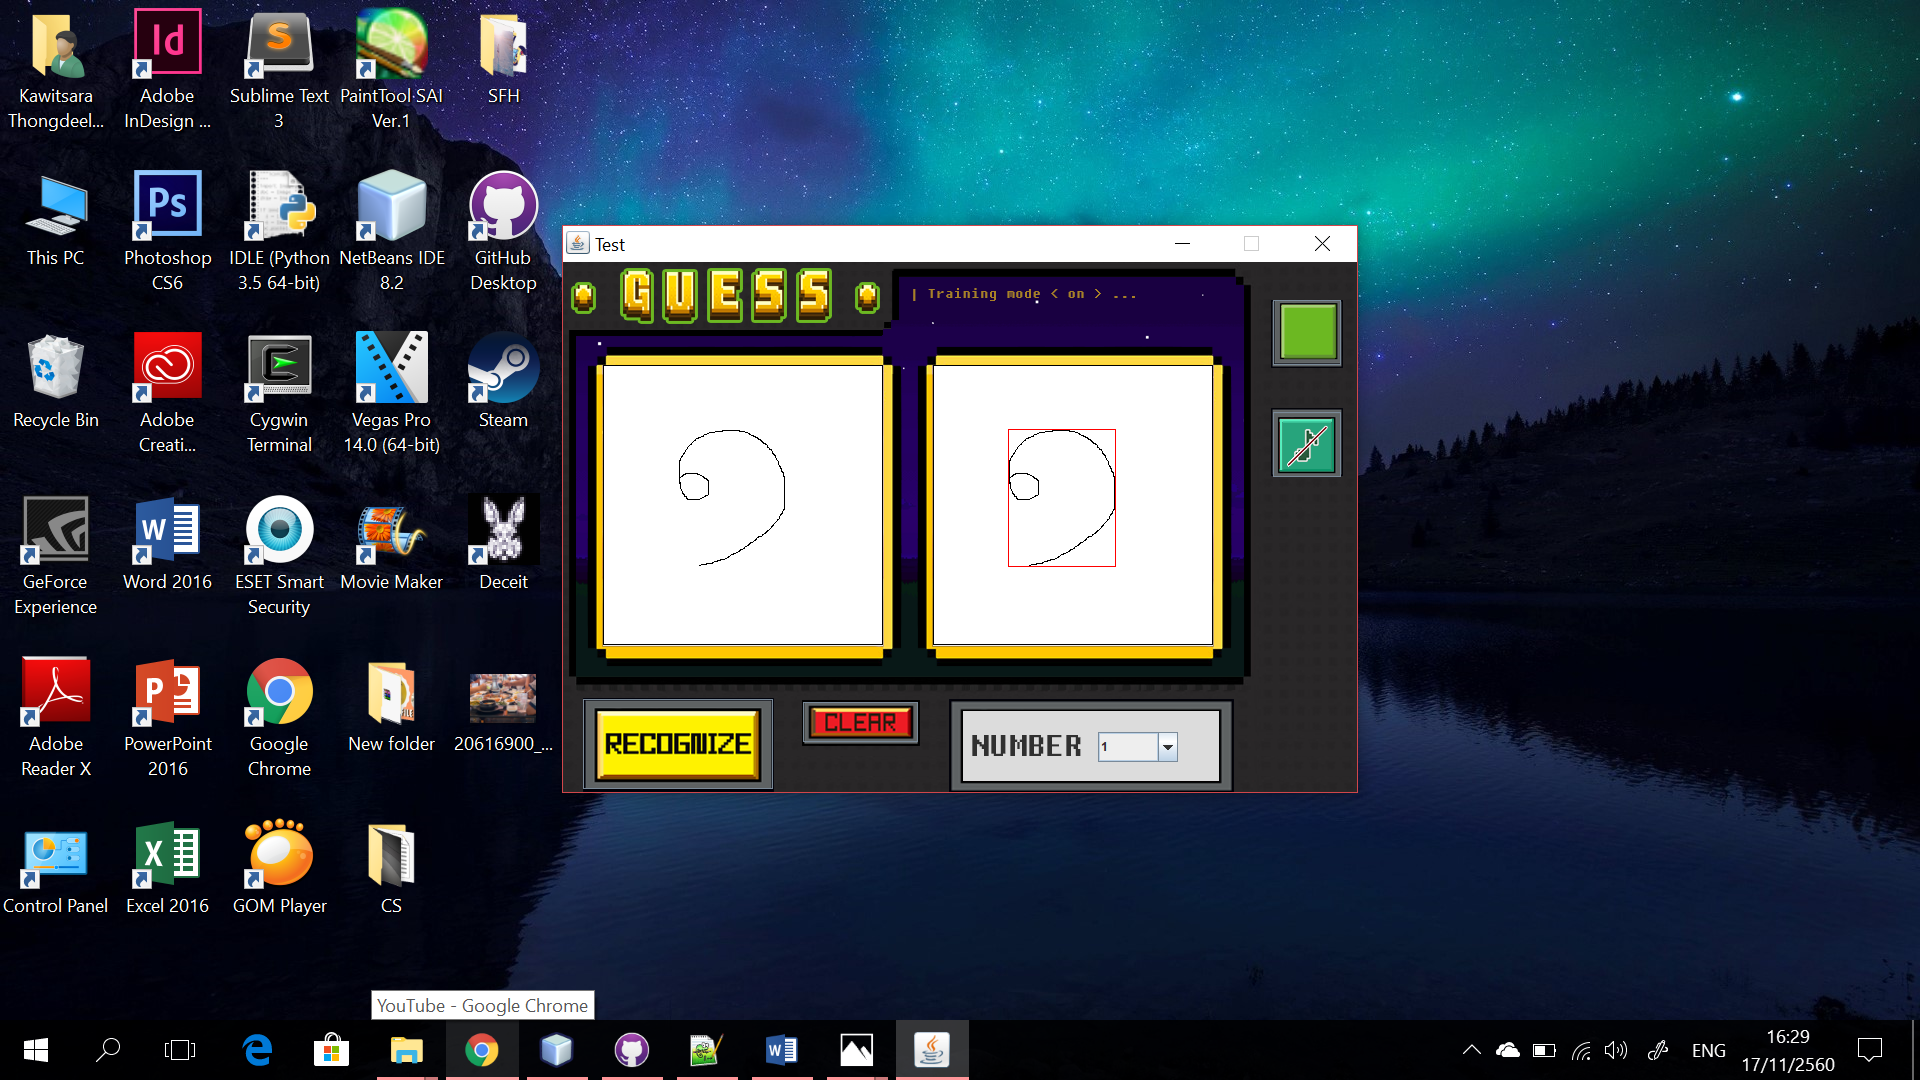 Kawitsara
Thongdeel...
Adobe
InDesign ...
Sublime Text
3
PaintTool SAI
Ver.1
SFH
This PC
Photoshop
CS6
IDLE (Python
3.5 64-bit)
NetBeans IDE
8.2
GitHub
Desktop
Recycle Bin
Adobe
Creati...
Cygwin
Terminal
Vegas Pro
14.0 (64-bit)
Steam
GeForce
Experience
Word 2016
ESET Smart
Security
Movie Maker
Deceit
Adobe
Reader X
PowerPoint
2016
Google
Chrome
New folder
20616900_...
Control Panel
Excel 2016
GOM Player
CS
Test
GUESS
| Training mode < on > ...
RECOGNIZE
CLEAR
NUMBER 1
YouTube - Google Chrome
ENG
16:29
17/11/2560